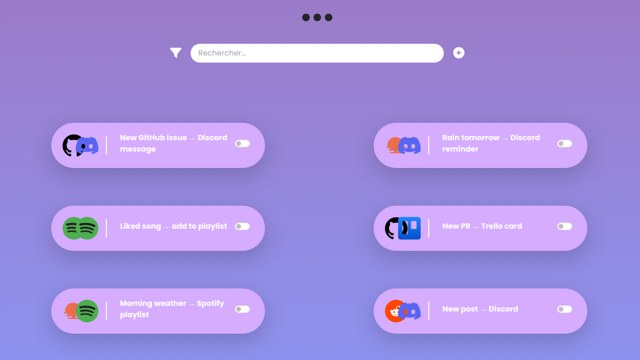 Rechercher...
New GitHub issue → Discord
message
Rain tomorrow → Discord
reminder
Liked song → add to playlist
New PR → Trello card
Morning weather → Spotify
playlist
New post → Discord